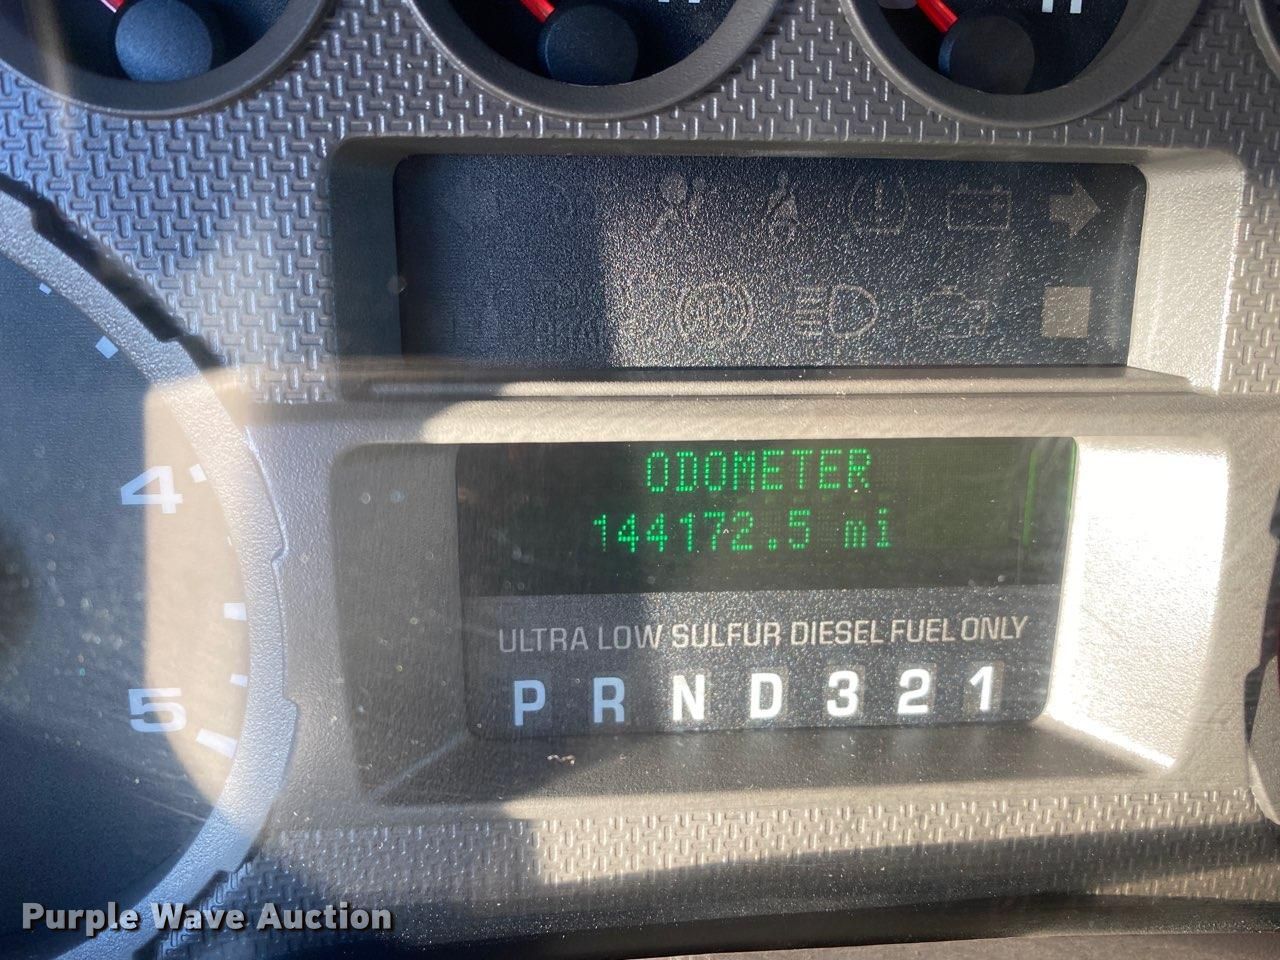 4
5
ODOMETER
144172.5 mi
ULTRA LOW SULFUR DIESEL FUEL ONLY
P R N D 3 2 1
Purple Wave Auction